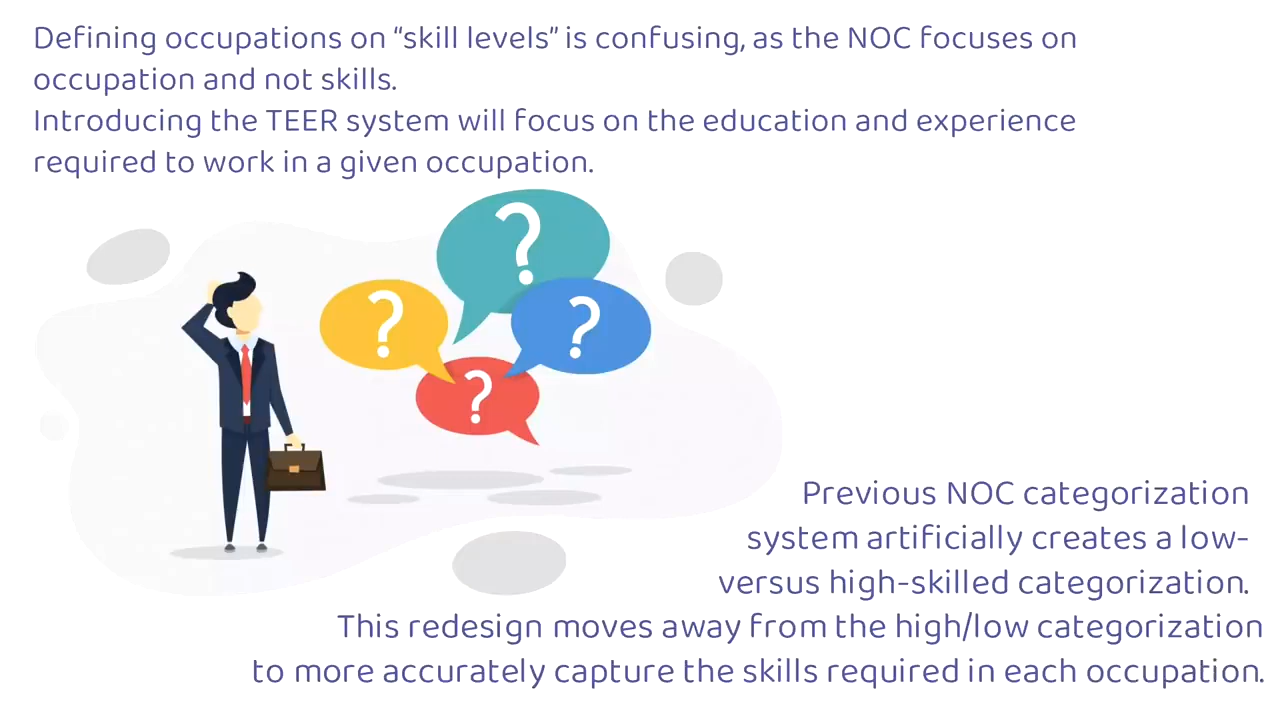 Defining occupations on “skill levels” is confusing, as the NOC focuses on
occupation and not skills.
Introducing the TEER system will focus on the education and experience
required to work in a given occupation.
?
?
?
?
Previous NOC categorization
system artificially creates a low-
versus high-skilled categorization.
This redesign moves away from the high/low categorization
to more accurately capture the skills required in each occupation.